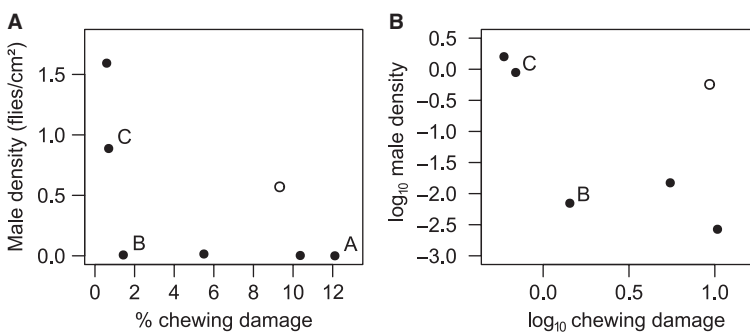 A
Male density (flies/cm²)
1.5
1.0
0.5
0.0
C
B
A
0 2 4 6 8 10 12
% chewing damage
B
log₁₀ male density
0.5
0.0
−0.5
−1.0
−1.5
−2.0
−2.5
−3.0
C
B
0.0 0.5 1.0
log₁₀ chewing damage